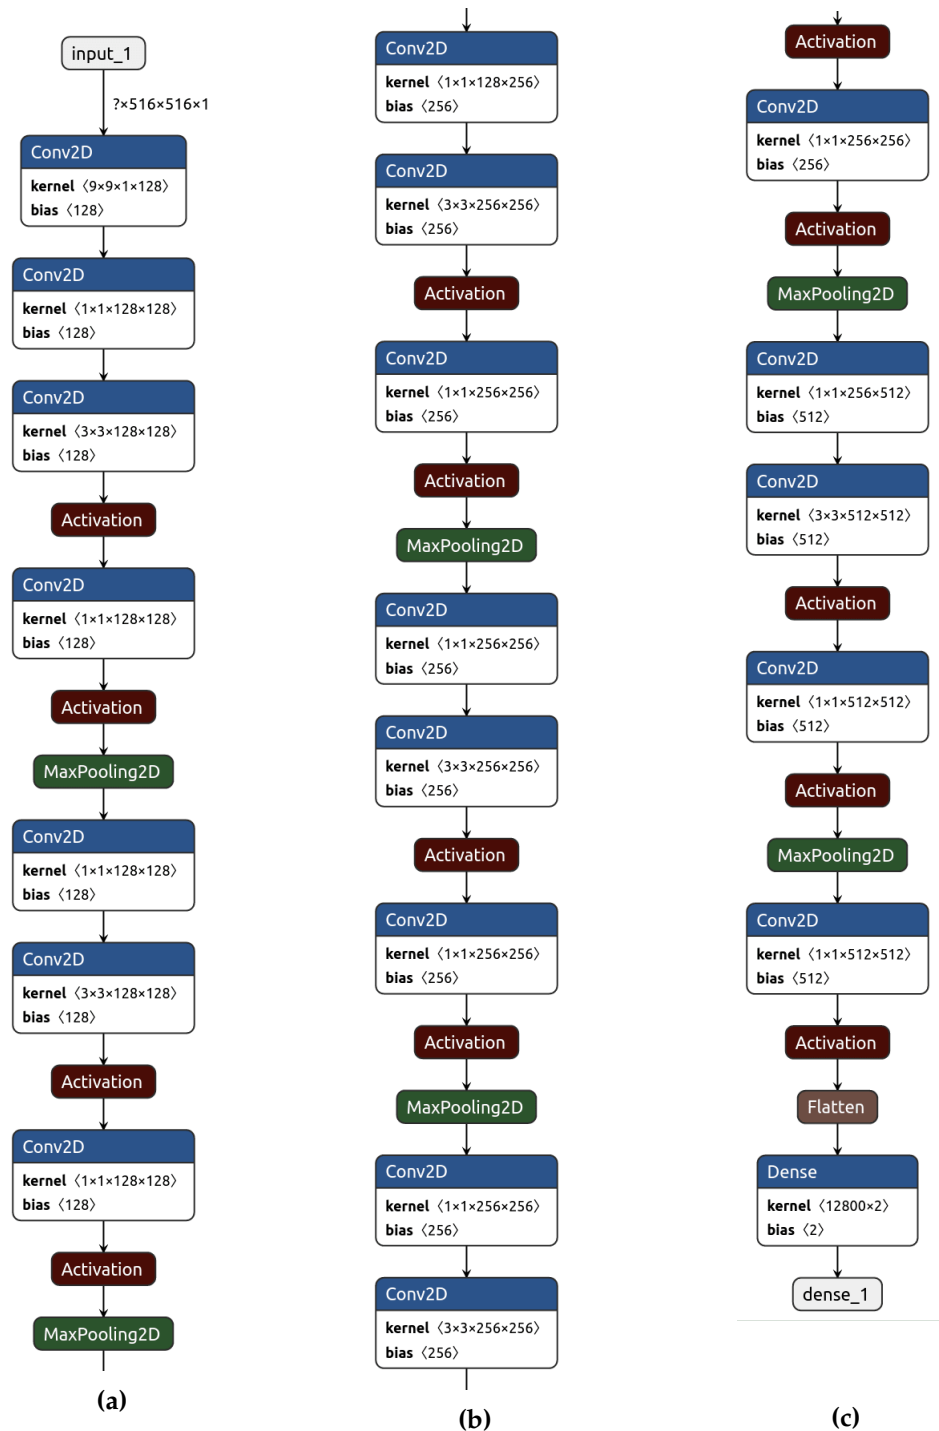 input_1
?×516×516×1
Conv2D
kernel 〈9×9×1×128〉
bias 〈128〉
Conv2D
kernel 〈1×1×128×128〉
bias 〈128〉
Conv2D
kernel 〈3×3×128×128〉
bias 〈128〉
Activation
Conv2D
kernel 〈1×1×128×128〉
bias 〈128〉
Activation
MaxPooling2D
Conv2D
kernel 〈1×1×128×128〉
bias 〈128〉
Conv2D
kernel 〈3×3×128×128〉
bias 〈128〉
Activation
Conv2D
kernel 〈1×1×128×128〉
bias 〈128〉
Activation
MaxPooling2D
(a)
Conv2D
kernel 〈1×1×128×256〉
bias 〈256〉
Conv2D
kernel 〈3×3×256×256〉
bias 〈256〉
Activation
Conv2D
kernel 〈1×1×256×256〉
bias 〈256〉
Activation
MaxPooling2D
Conv2D
kernel 〈1×1×256×256〉
bias 〈256〉
Conv2D
kernel 〈3×3×256×256〉
bias 〈256〉
Activation
Conv2D
kernel 〈1×1×256×256〉
bias 〈256〉
Activation
MaxPooling2D
Conv2D
kernel 〈1×1×256×256〉
bias 〈256〉
Conv2D
kernel 〈3×3×256×256〉
bias 〈256〉
(b)
Activation
Conv2D
kernel 〈1×1×256×256〉
bias 〈256〉
Activation
MaxPooling2D
Conv2D
kernel 〈1×1×256×512〉
bias 〈512〉
Conv2D
kernel 〈3×3×512×512〉
bias 〈512〉
Activation
Conv2D
kernel 〈1×1×512×512〉
bias 〈512〉
Activation
MaxPooling2D
Conv2D
kernel 〈1×1×512×512〉
bias 〈512〉
Activation
Flatten
Dense
kernel 〈12800×2〉
bias 〈2〉
dense_1
(c)